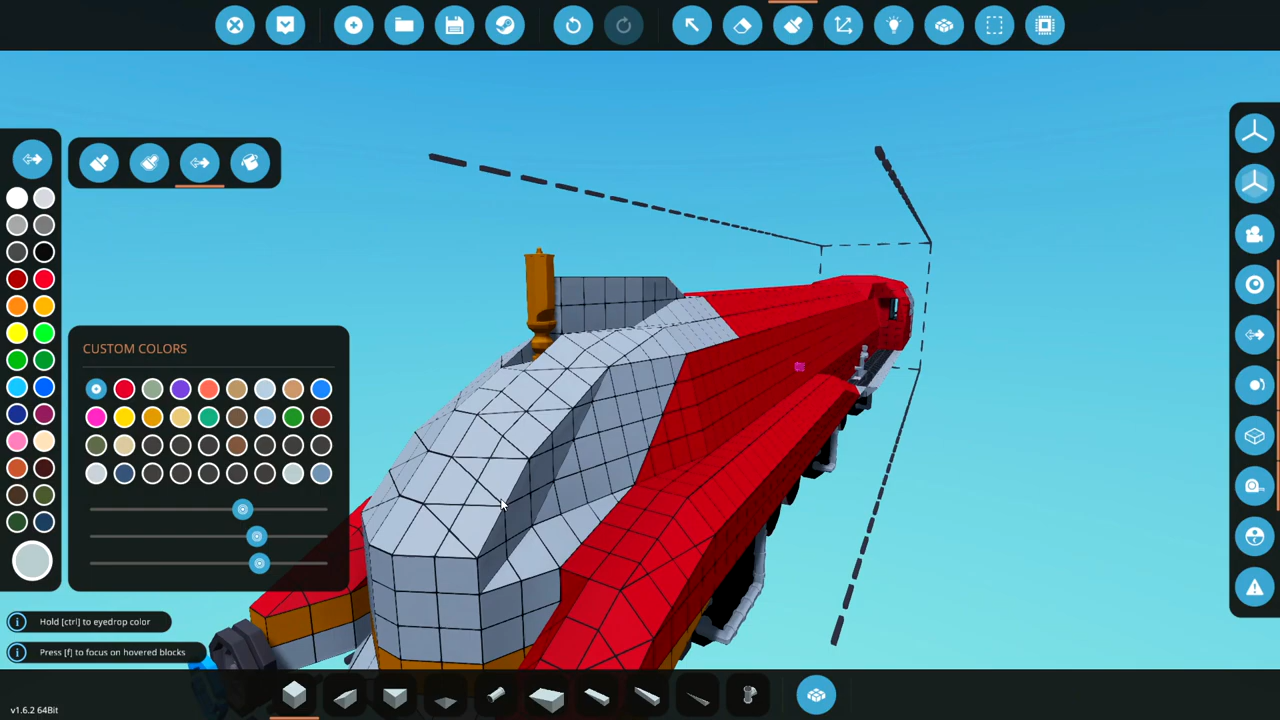 CUSTOM COLORS
Hold [ctrl] to eyedrop color
Press [f] to focus on hovered blocks
v1.6.2 64Bit